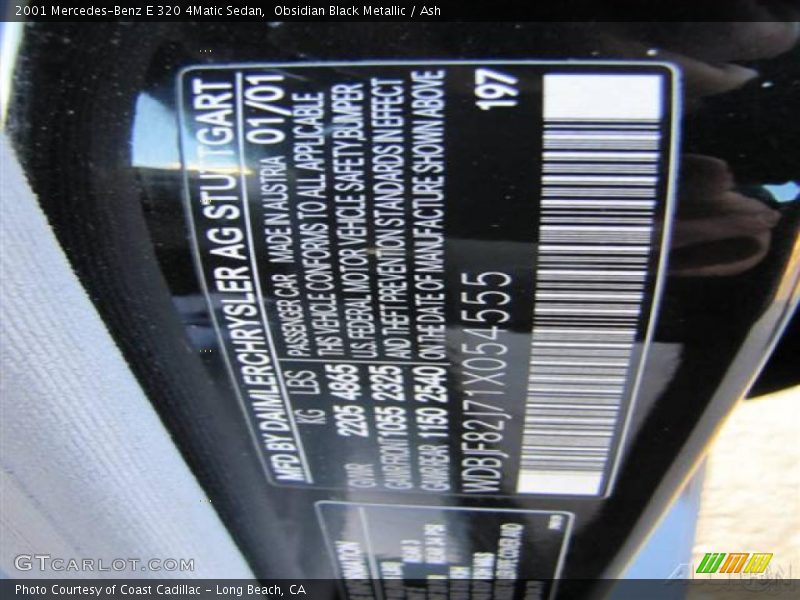 2001 Mercedes-Benz E 320 4Matic Sedan,  Obsidian Black Metallic / Ash
MFD BY DAIMLERCHRYSLER AG STUTTGART
KG LBS PASSENGER CAR MADE IN AUSTRIA 01/01
THIS VEHICLE CONFORMS TO ALL APPLICABLE
GVWR 2205 4865 U.S. FEDERAL MOTOR VEHICLE SAFETY, BUMPER
GAWR FRONT 1055 2325 AND THEFT PREVENTION STANDARDS IN EFFECT
GAWR REAR 1150 2540 ON THE DATE OF MANUFACTURE SHOWN ABOVE
WDBJF82J71X054555 197
GTCARLOT.COM
Photo Courtesy of Coast Cadillac - Long Beach, CA